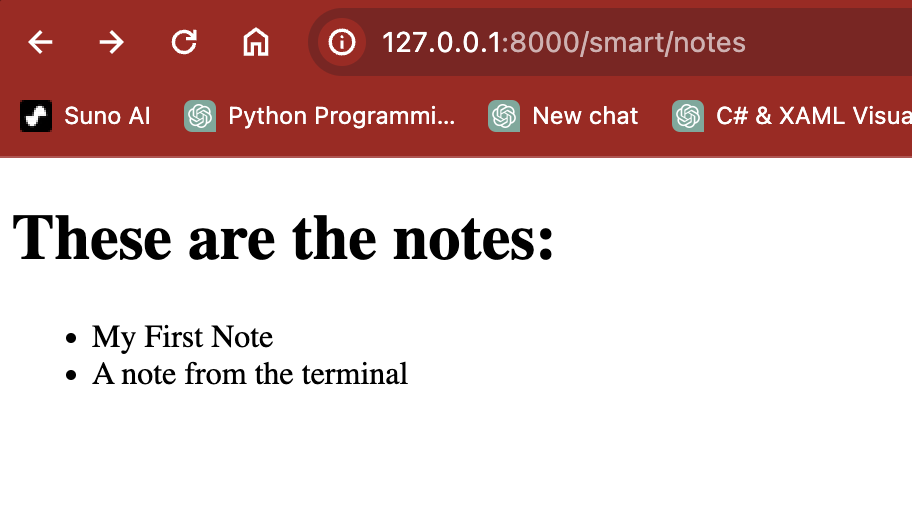 127.0.0.1:8000/smart/notes
Suno AI Python Programmi... New chat C# & XAML Visua
These are the notes:
• My First Note
• A note from the terminal